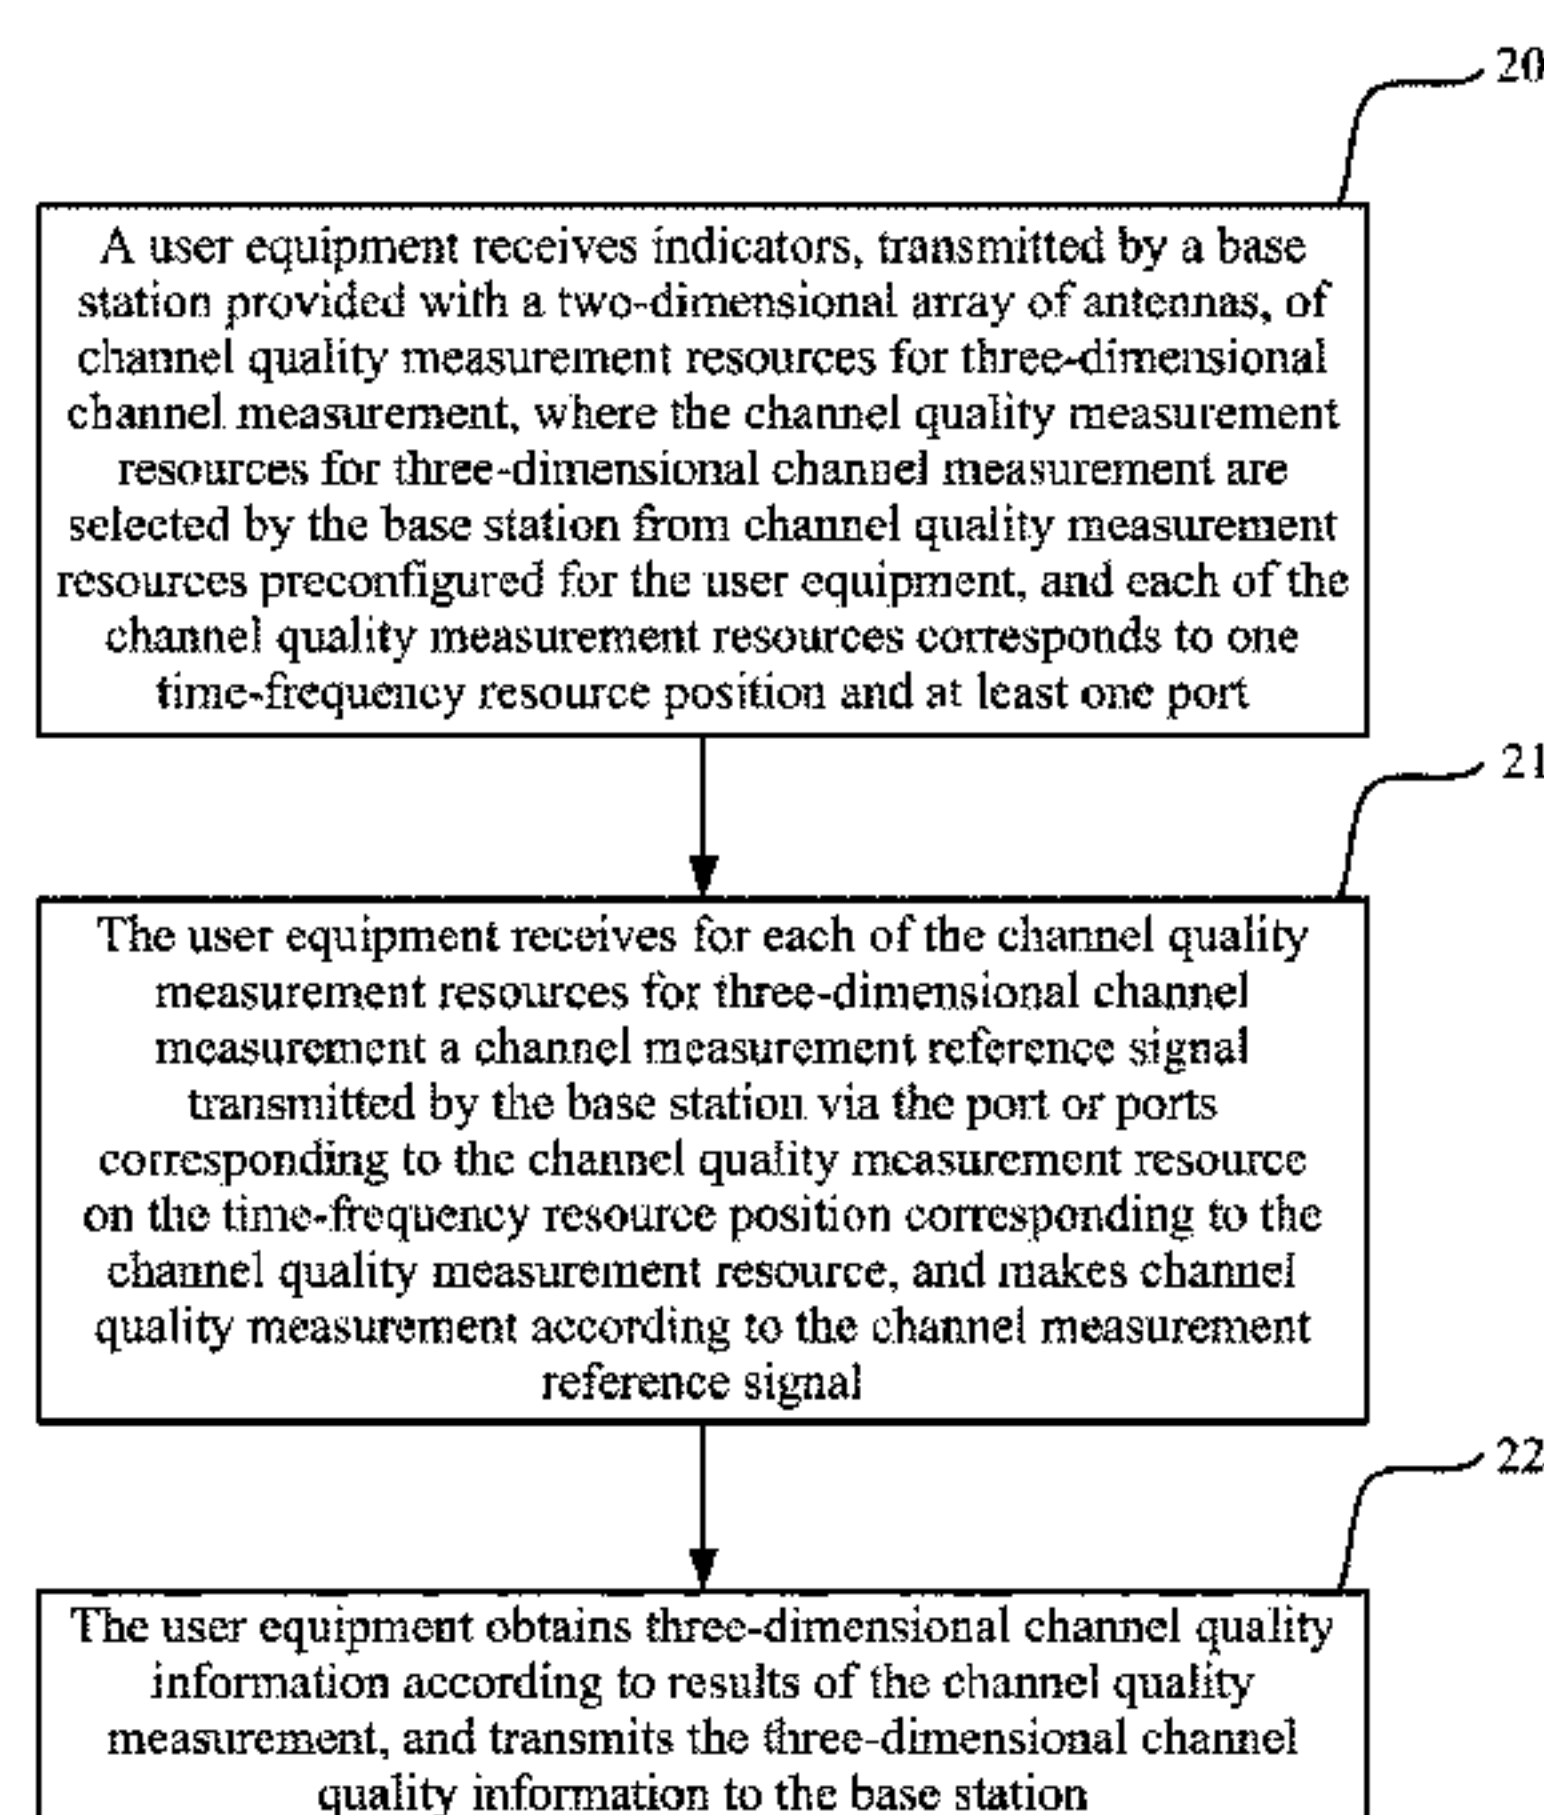 20
A user equipment receives indicators, transmitted by a base
station provided with a two-dimensional array of antennas, of
channel quality measurement resources for three-dimensional
channel measurement, where the channel quality measurement
resources for three-dimensional channel measurement are
selected by the base station from channel quality measurement
resources preconfigured for the user equipment, and each of the
channel quality measurement resources corresponds to one
time-frequency resource position and at least one port
21
The user equipment receives for each of the channel quality
measurement resources for three-dimensional channel
measurement a channel measurement reference signal
transmitted by the base station via the port or ports
corresponding to the channel quality measurement resource
on the time-frequency resource position corresponding to the
channel quality measurement resource, and makes channel
quality measurement according to the channel measurement
reference signal
22
The user equipment obtains three-dimensional channel quality
information according to results of the channel quality
measurement, and transmits the three-dimensional channel
quality information to the base station